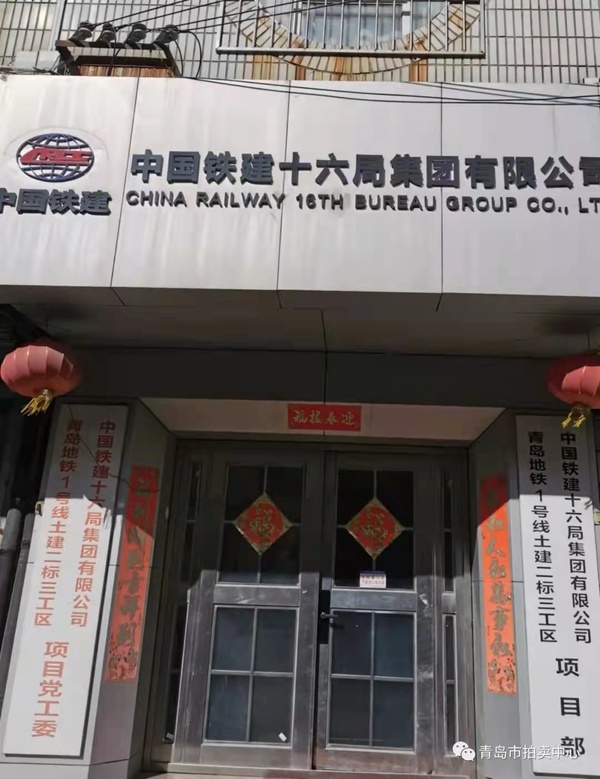 中国铁建
中国铁建十六局集团有限公司
CHINA RAILWAY 16TH BUREAU GROUP CO., LT
迎春接福
中国铁建十六局集团有限公司
青岛地铁1号线土建二标三工区
项目党工委
中国铁建十六局集团有限公司
青岛地铁1号线土建二标三工区
项目部
福
青岛市拍卖中心